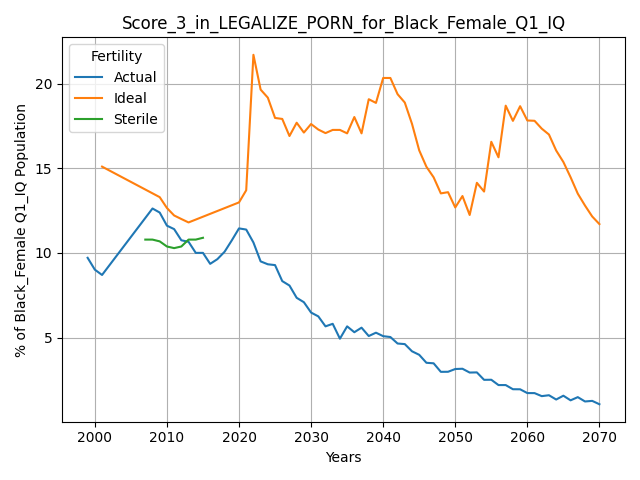 Score_3_in_LEGALIZE_PORN_for_Black_Female_Q1_IQ
Fertility
Actual
Ideal
Sterile
% of Black_Female Q1_IQ Population
20
15
10
5
2000 2010 2020 2030 2040 2050 2060 2070
Years